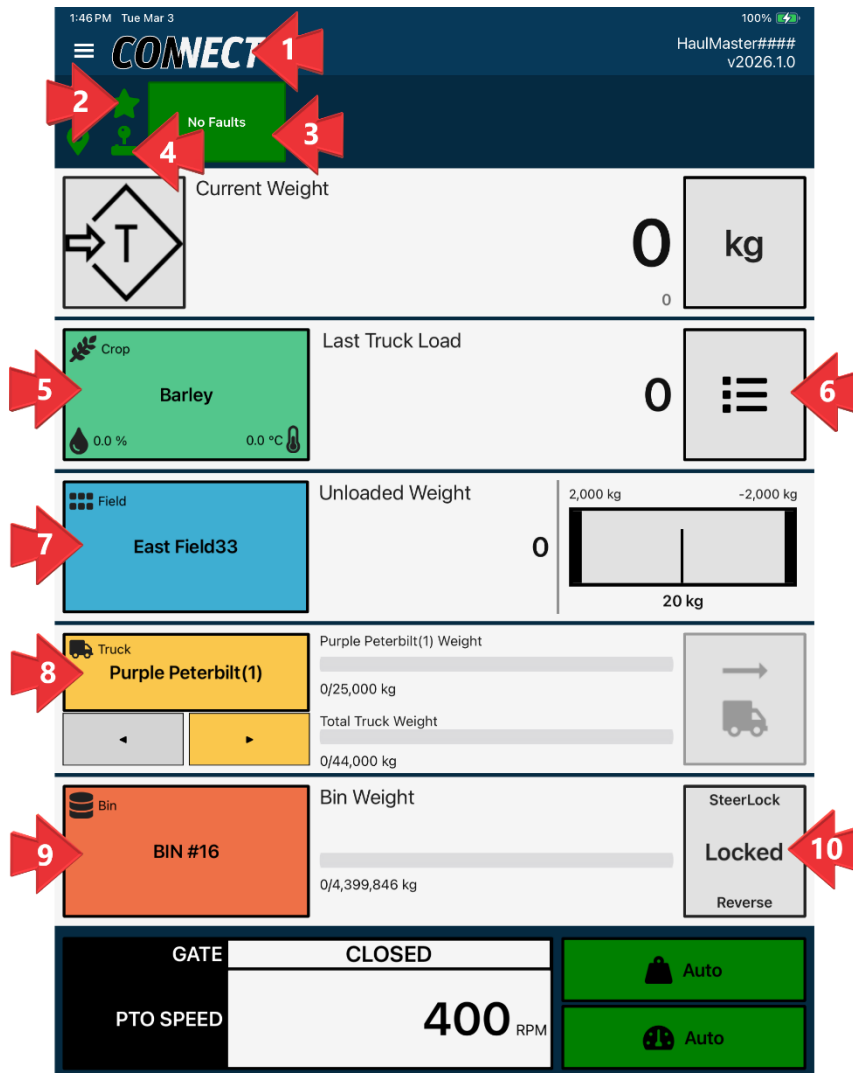 1:46 PM Tue Mar 3
100%
CONNECT
1
HaulMaster####
v2026.1.0
2
No Faults
3
4
Current Weight
T
0
kg
0
5
Crop
Barley
0.0 %
0.0 °C
Last Truck Load
0
6
7
Field
East Field33
Unloaded Weight
0
2,000 kg
-2,000 kg
20 kg
8
Truck
Purple Peterbilt(1)
Purple Peterbilt(1) Weight
0/25,000 kg
Total Truck Weight
0/44,000 kg
9
Bin
BIN #16
Bin Weight
0/4,399,846 kg
SteerLock
Locked
Reverse
10
GATE
CLOSED
PTO SPEED
400 RPM
Auto
Auto